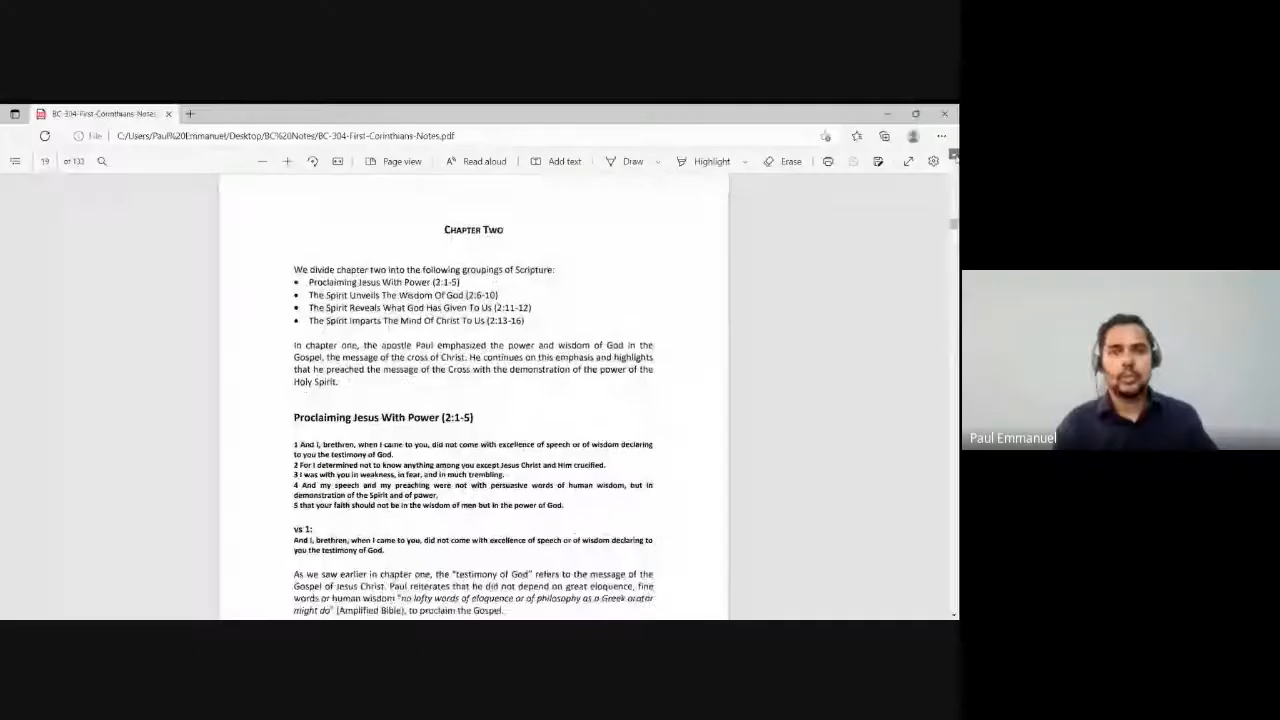 BC-304-First-Corinthians-Notes
File C:/Users/Paul%20Emmanuel/Desktop/BC%20Notes/BC-304-First-Corinthians-Notes.pdf
19 of 133 Page view Read aloud Add text Draw Highlight Erase
CHAPTER TWO
We divide chapter two into the following groupings of Scripture:
• Proclaiming Jesus With Power (2:1-5)
• The Spirit Unveils The Wisdom Of God (2:6-10)
• The Spirit Reveals What God Has Given To Us (2:11-12)
• The Spirit Imparts The Mind Of Christ To Us (2:13-16)
In chapter one, the apostle Paul emphasized the power and wisdom of God in the
Gospel, the message of the cross of Christ. He continues on this emphasis and highlights
that he preached the message of the Cross with the demonstration of the power of the
Holy Spirit.
Proclaiming Jesus With Power (2:1-5)
1 And I, brethren, when I came to you, did not come with excellence of speech or of wisdom declaring
to you the testimony of God.
2 For I determined not to know anything among you except Jesus Christ and Him crucified.
3 I was with you in weakness, in fear, and in much trembling.
4 And my speech and my preaching were not with persuasive words of human wisdom, but in
demonstration of the Spirit and of power,
5 that your faith should not be in the wisdom of men but in the power of God.
vs 1:
And I, brethren, when I came to you, did not come with excellence of speech or of wisdom declaring to
you the testimony of God.
As we saw earlier in chapter one, the "testimony of God" refers to the message of the
Gospel of Jesus Christ. Paul reiterates that he did not depend on great eloquence, fine
words or human wisdom "no lofty words of eloquence or of philosophy as a Greek orator
might do" (Amplified Bible), to proclaim the Gospel.
Paul Emmanuel